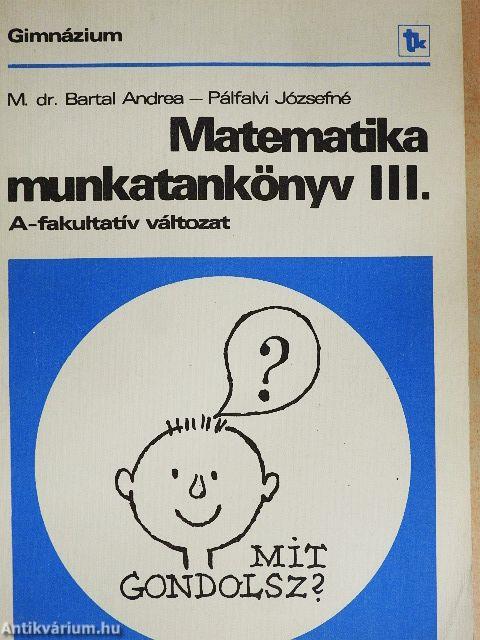 Gimnázium
tk
M. dr. Bartal Andrea – Pálfalvi Józsefné
Matematika
munkatankönyv III.
A-fakultatív változat
?
MIT
GONDOLSZ?
Antikvárium.hu